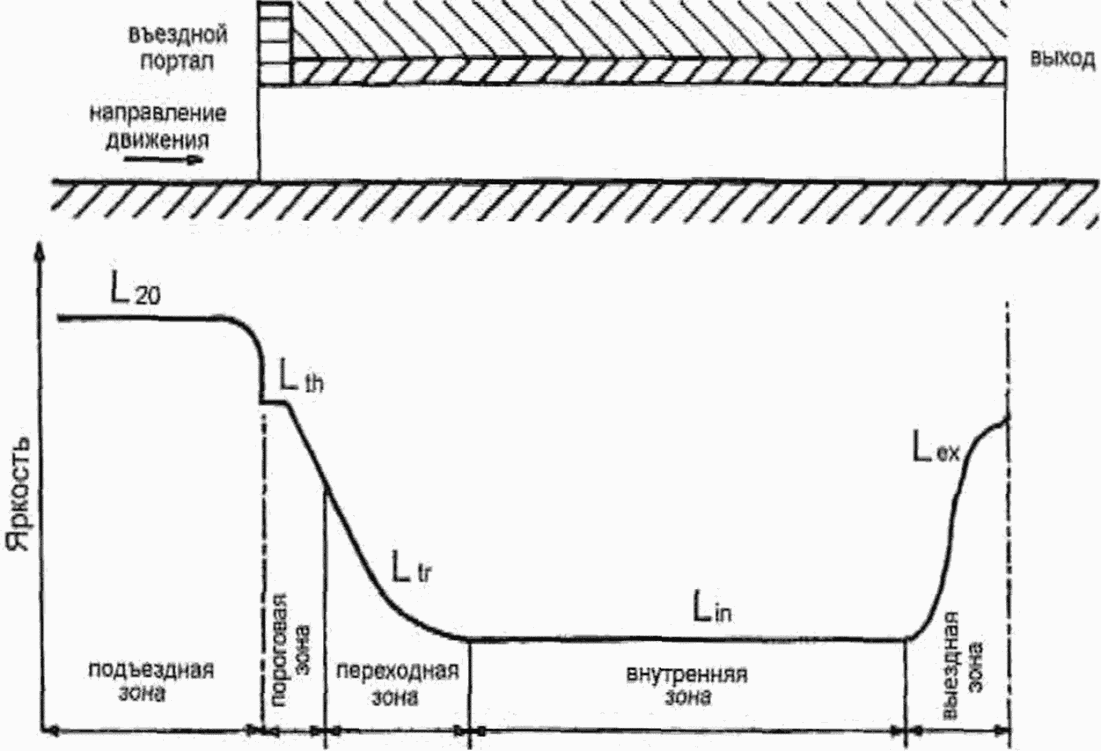 въездной
портал
выход
направление
движения
L20
Lth
Яркость
Lex
Ltr
Lin
подъездная
зона
пороговая
зона
переходная
зона
внутренняя
зона
выездная
зона